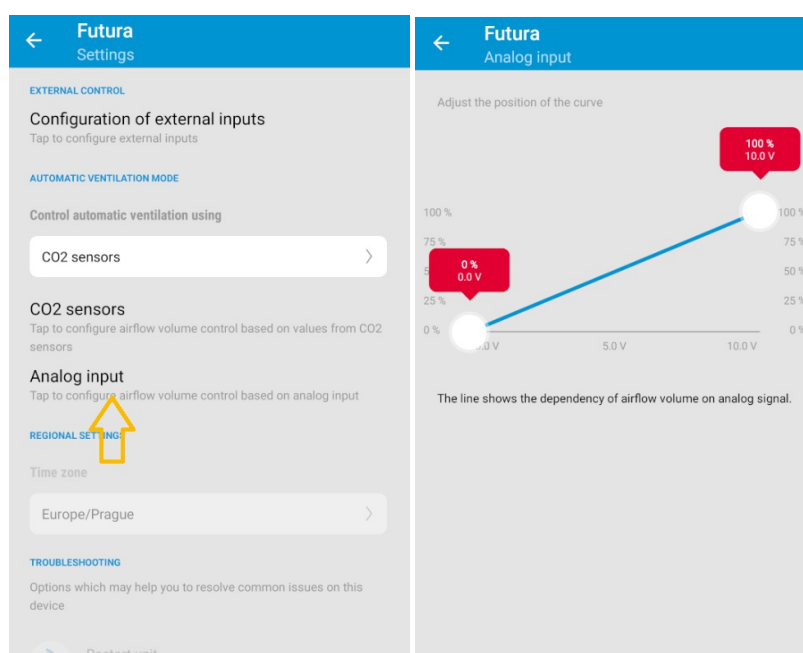 Futura
Settings
EXTERNAL CONTROL
Configuration of external inputs
Tap to configure external inputs
AUTOMATIC VENTILATION MODE
Control automatic ventilation using
CO2 sensors
CO2 sensors
Tap to configure airflow volume control based on values from CO2
sensors
Analog input
Tap to configure airflow volume control based on analog input
REGIONAL SETTINGS
Time zone
Europe/Prague
TROUBLESHOOTING
Options which may help you to resolve common issues on this
device
Restart unit
Futura
Analog input
Adjust the position of the curve
100 %
10.0 V
100 % 100 %
75 % 75 %
0 %
0.0 V
50 %
25 % 25 %
0 % 0 %
5.0 V 10.0 V
The line shows the dependency of airflow volume on analog signal.